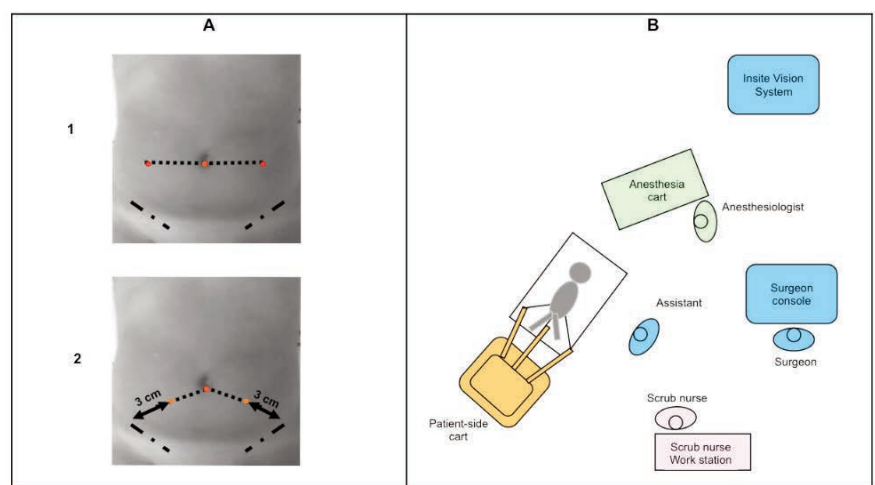 A
B
1
2
3 cm
3 cm
Insite Vision
System
Anesthesia
cart
Anesthesiologist
Surgeon
console
Assistant
Surgeon
Scrub nurse
Patient-side
cart
Scrub nurse
Work station